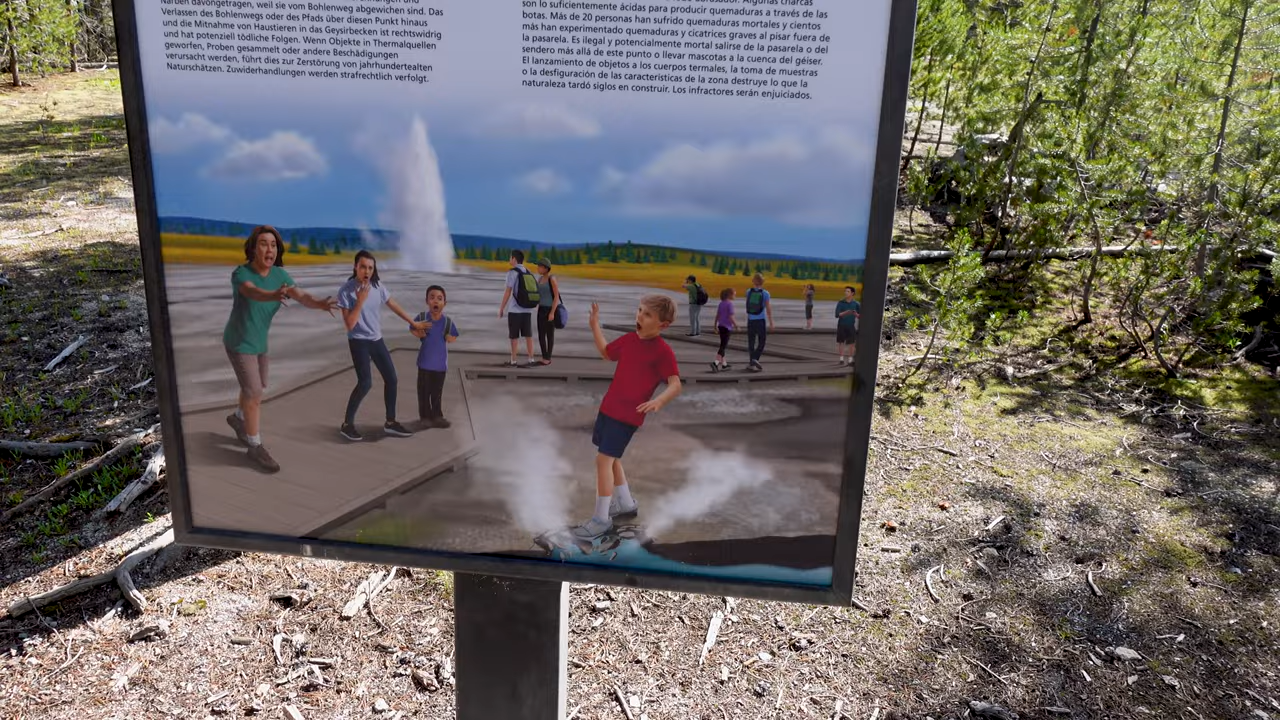 Narben davongetragen, weil sie vom Bohlenweg abgewichen sind. Das
Verlassen des Bohlenwegs oder des Pfads über diesen Punkt hinaus
und die Mitnahme von Haustieren in das Geysirbecken ist rechtswidrig
und hat potenziell tödliche Folgen. Wenn Objekte in Thermalquellen
geworfen, Proben gesammelt oder andere Beschädigungen
verursacht werden, führt dies zur Zerstörung von jahrhundertealten
Naturschätzen. Zuwiderhandlungen werden strafrechtlich verfolgt.
Algunas charcas
son lo suficientemente ácidas para producir quemaduras a través de las
botas. Más de 20 personas han sufrido quemaduras mortales y cientos
más han experimentado quemaduras y cicatrices graves al pisar fuera de
la pasarela. Es ilegal y potencialmente mortal salirse de la pasarela o del
sendero más allá de este punto o llevar mascotas a la cuenca del géiser.
El lanzamiento de objetos a los cuerpos termales, la toma de muestras
o la desfiguración de las características de la zona destruye lo que la
naturaleza tardó siglos en construir. Los infractores serán enjuiciados.